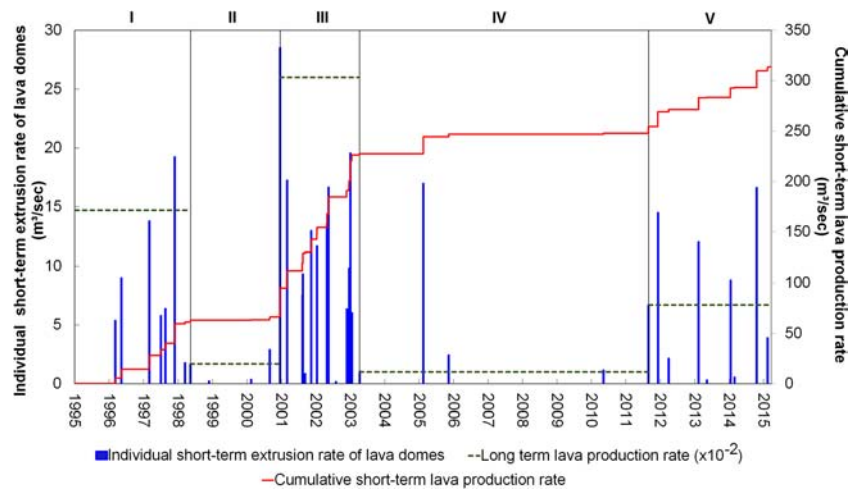 I II III IV V
Individual short-term extrusion rate of lava domes
(m³/sec)
30
25
20
15
10
5
0
350
300
250
200
150
100
50
0
Cumulative short-term lava production rate
(m³/sec)
1995 1996 1997 1998 1999 2000 2001 2002 2003 2004 2005 2006 2007 2008 2009 2010 2011 2012 2013 2014 2015
Individual short-term extrusion rate of lava domes Long term lava production rate (x10⁻²)
Cumulative short-term lava production rate